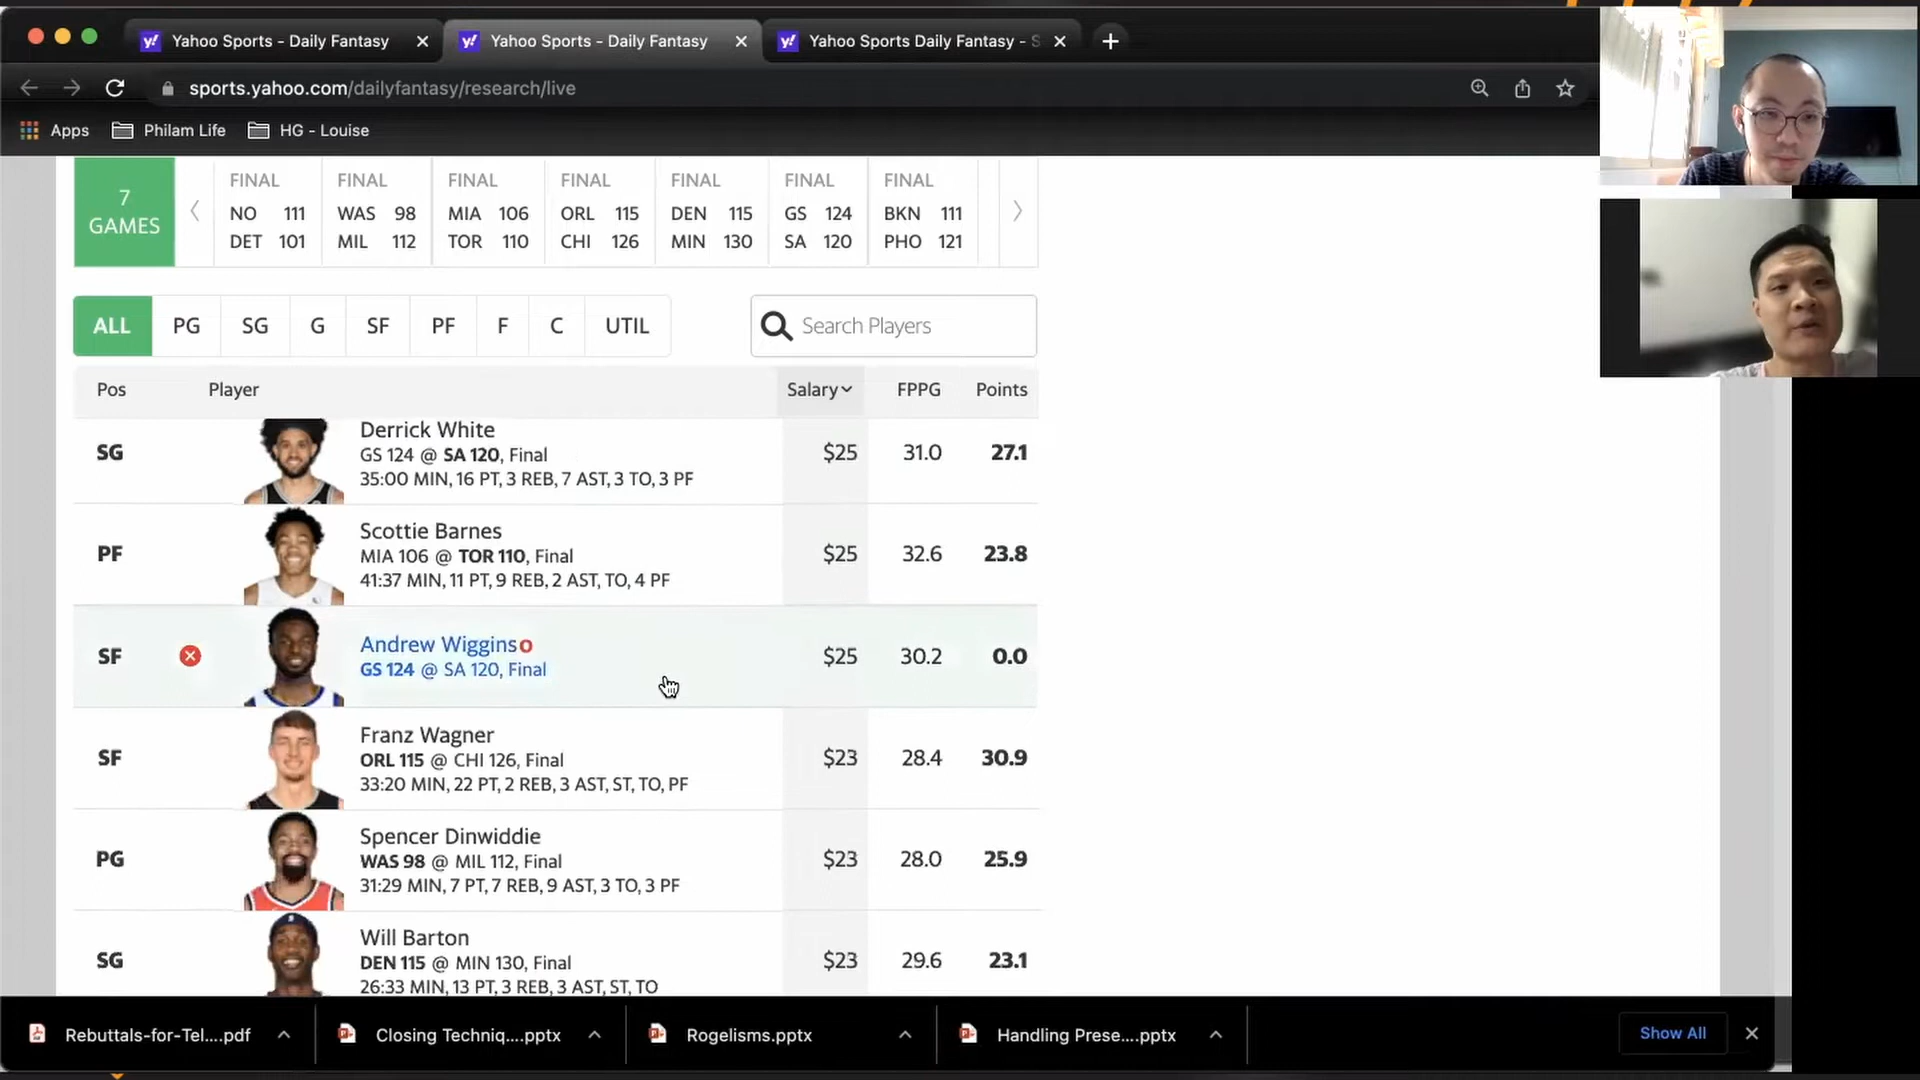 Yahoo Sports - Daily Fantasy
Yahoo Sports - Daily Fantasy
Yahoo Sports Daily Fantasy - S
sports.yahoo.com/dailyfantasy/research/live
Apps
Philam Life
HG - Louise
7 GAMES
FINAL
NO 111
DET 101
FINAL
WAS 98
MIL 112
FINAL
MIA 106
TOR 110
FINAL
ORL 115
CHI 126
FINAL
DEN 115
MIN 130
FINAL
GS 124
SA 120
FINAL
BKN 111
PHO 121
ALL PG SG G SF PF F C UTIL
Search Players
Pos Player Salary FPPG Points
Derrick White
SG GS 124 @ SA 120, Final $25 31.0 27.1
35:00 MIN, 16 PT, 3 REB, 7 AST, 3 TO, 3 PF
Scottie Barnes
PF MIA 106 @ TOR 110, Final $25 32.6 23.8
41:37 MIN, 11 PT, 9 REB, 2 AST, TO, 4 PF
Andrew Wiggins O
SF GS 124 @ SA 120, Final $25 30.2 0.0
Franz Wagner
SF ORL 115 @ CHI 126, Final $23 28.4 30.9
33:20 MIN, 22 PT, 2 REB, 3 AST, ST, TO, PF
Spencer Dinwiddie
PG WAS 98 @ MIL 112, Final $23 28.0 25.9
31:29 MIN, 7 PT, 7 REB, 9 AST, 3 TO, 3 PF
Will Barton
SG DEN 115 @ MIN 130, Final $23 29.6 23.1
26:33 MIN, 13 PT, 3 REB, 3 AST, ST, TO
Rebuttals-for-Tel....pdf
Closing Techniq....pptx
Rogelisms.pptx
Handling Prese....pptx
Show All